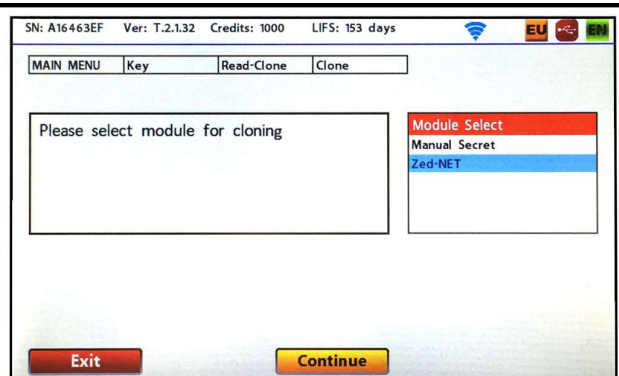 SN: A16463EF Ver: T.2.1.32 Credits: 1000 LIFS: 153 days EU EN
MAIN MENU Key Read-Clone Clone
Please select module for cloning
Module Select
Manual Secret
Zed-NET
Exit Continue